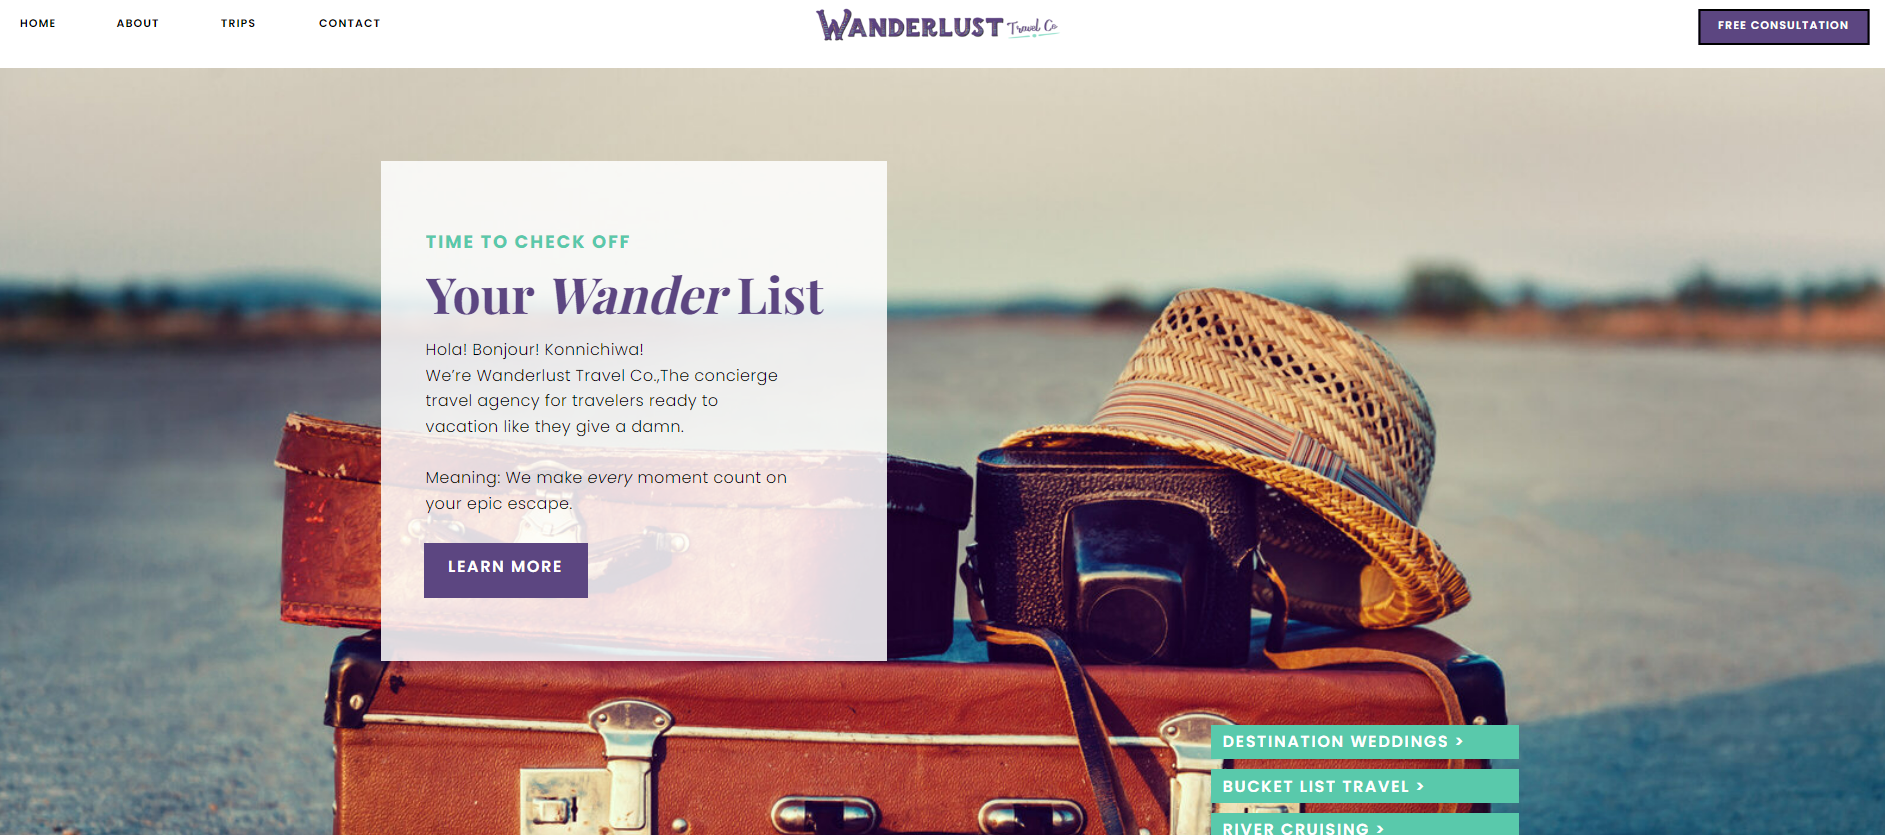 HOME
ABOUT
TRIPS
CONTACT
WANDERLUST Travel Co
FREE CONSULTATION
TIME TO CHECK OFF
Your Wander List
Hola! Bonjour! Konnichiwa!
We’re Wanderlust Travel Co.,The concierge
travel agency for travelers ready to
vacation like they give a damn.
Meaning: We make every moment count on
your epic escape.
LEARN MORE
DESTINATION WEDDINGS >
BUCKET LIST TRAVEL >
RIVER CRUISING >